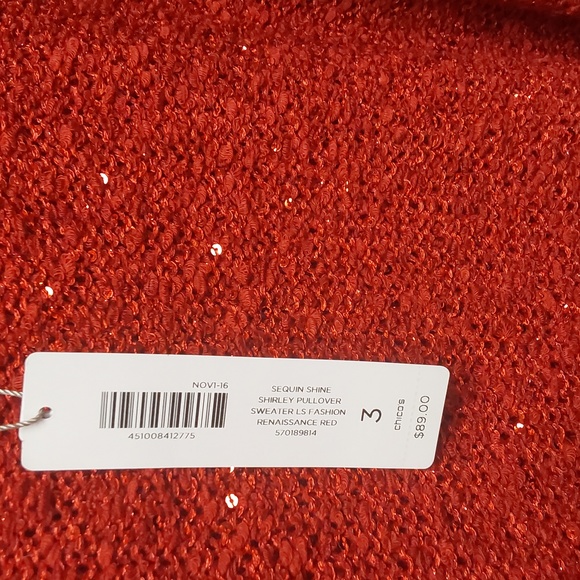 NOV1-16
451008412775
SEQUIN SHINE
SHIRLEY PULLOVER
SWEATER LS FASHION
RENAISSANCE RED
570189814
3
chico's
$89.00